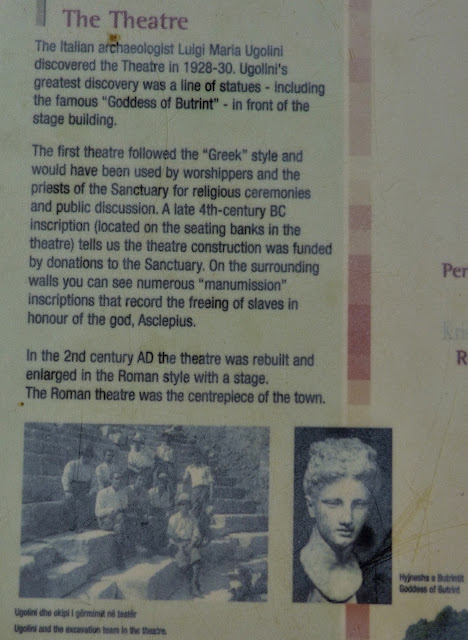 The Theatre
The Italian archaeologist Luigi Maria Ugolini
discovered the Theatre in 1928-30. Ugolini's
greatest discovery was a line of statues - including
the famous "Goddess of Butrint" - in front of the
stage building.
The first theatre followed the "Greek" style and
would have been used by worshippers and the
priests of the Sanctuary for religious ceremonies
and public discussion. A late 4th-century BC
inscription (located on the seating banks in the
theatre) tells us the theatre construction was funded
by donations to the Sanctuary. On the surrounding
walls you can see numerous "manumission"
inscriptions that record the freeing of slaves in
honour of the god, Asclepius.
In the 2nd century AD the theatre was rebuilt and
enlarged in the Roman style with a stage.
The Roman theatre was the centrepiece of the town.
Ugolini dhe ekipi i gërmimit në teatër
Ugolini and the excavation team in the theatre.
Hyjnesha e Butrintit
Goddess of Butrint
Per
R